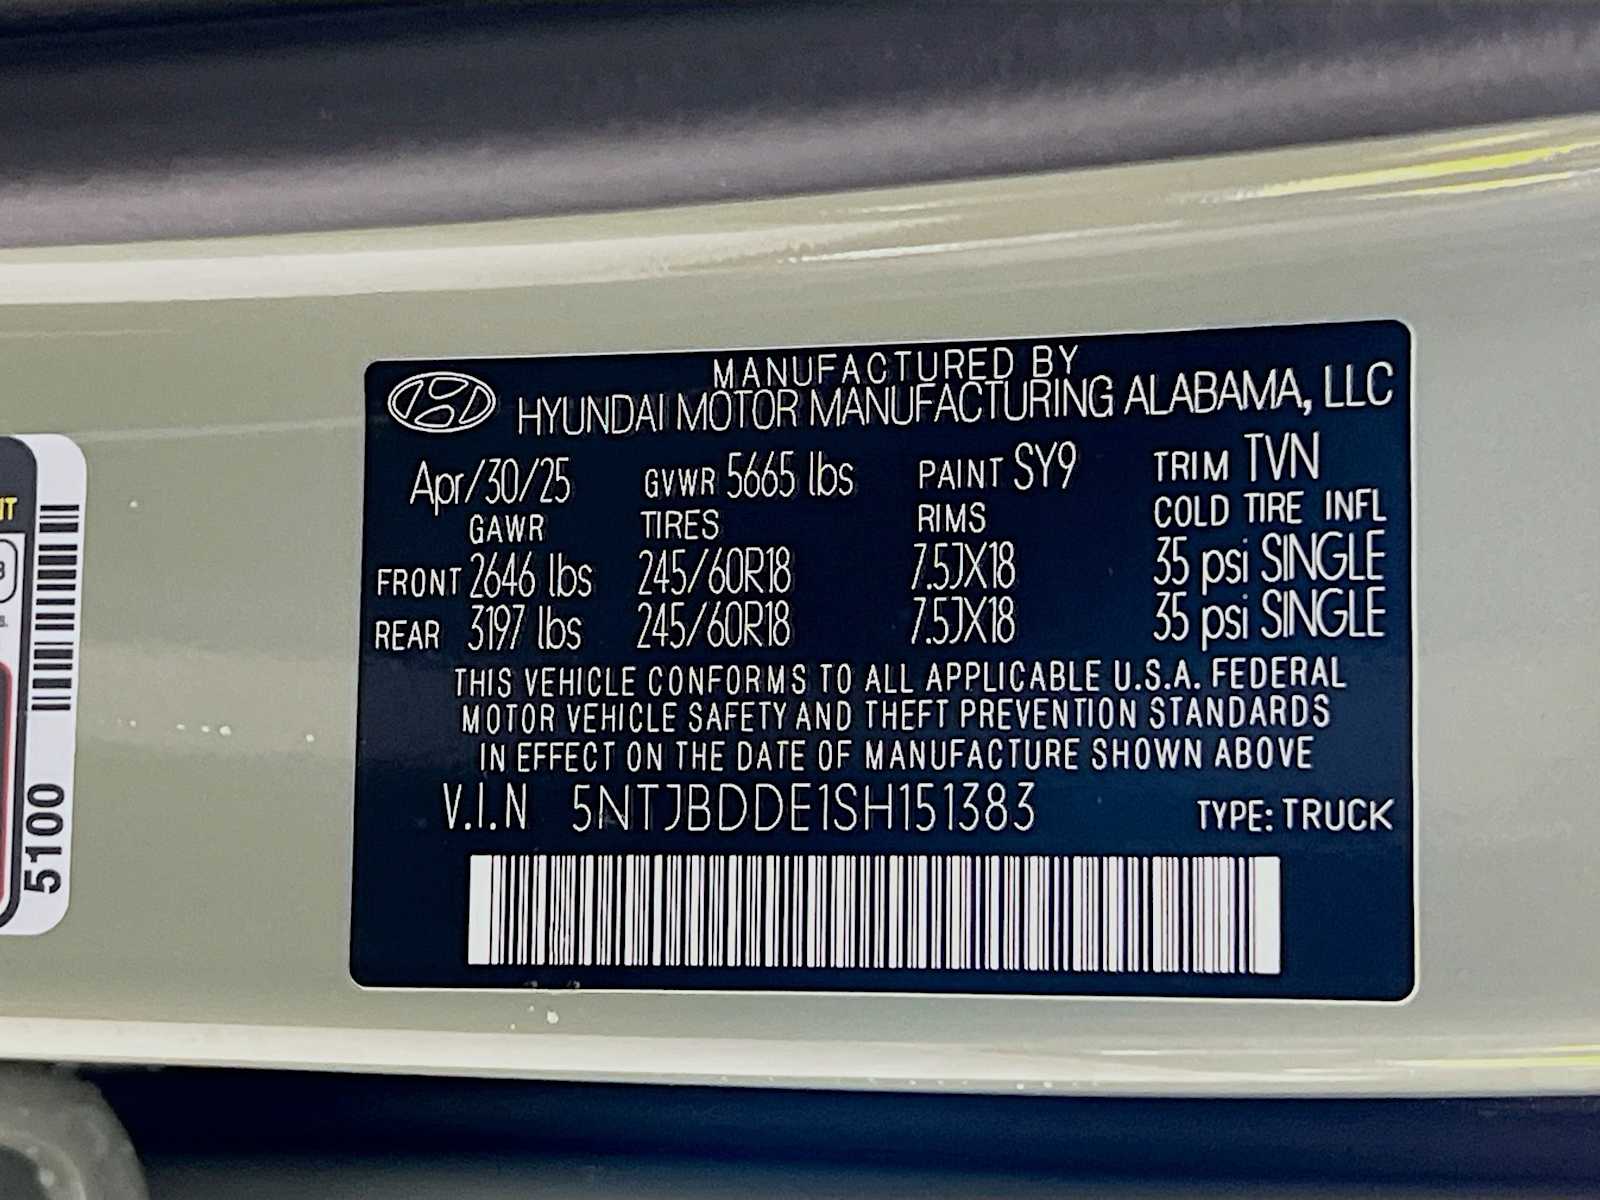 MANUFACTURED BY
HYUNDAI MOTOR MANUFACTURING ALABAMA, LLC
Apr/30/25 GVWR 5665 lbs PAINT SY9 TRIM TVN
GAWR TIRES RIMS COLD TIRE INFL
FRONT 2646 lbs 245/60R18 7.5JX18 35 psi SINGLE
REAR 3197 lbs 245/60R18 7.5JX18 35 psi SINGLE
THIS VEHICLE CONFORMS TO ALL APPLICABLE U.S.A. FEDERAL
MOTOR VEHICLE SAFETY AND THEFT PREVENTION STANDARDS
IN EFFECT ON THE DATE OF MANUFACTURE SHOWN ABOVE
V.I.N 5NTJBDDE1SH151383 TYPE: TRUCK
5100